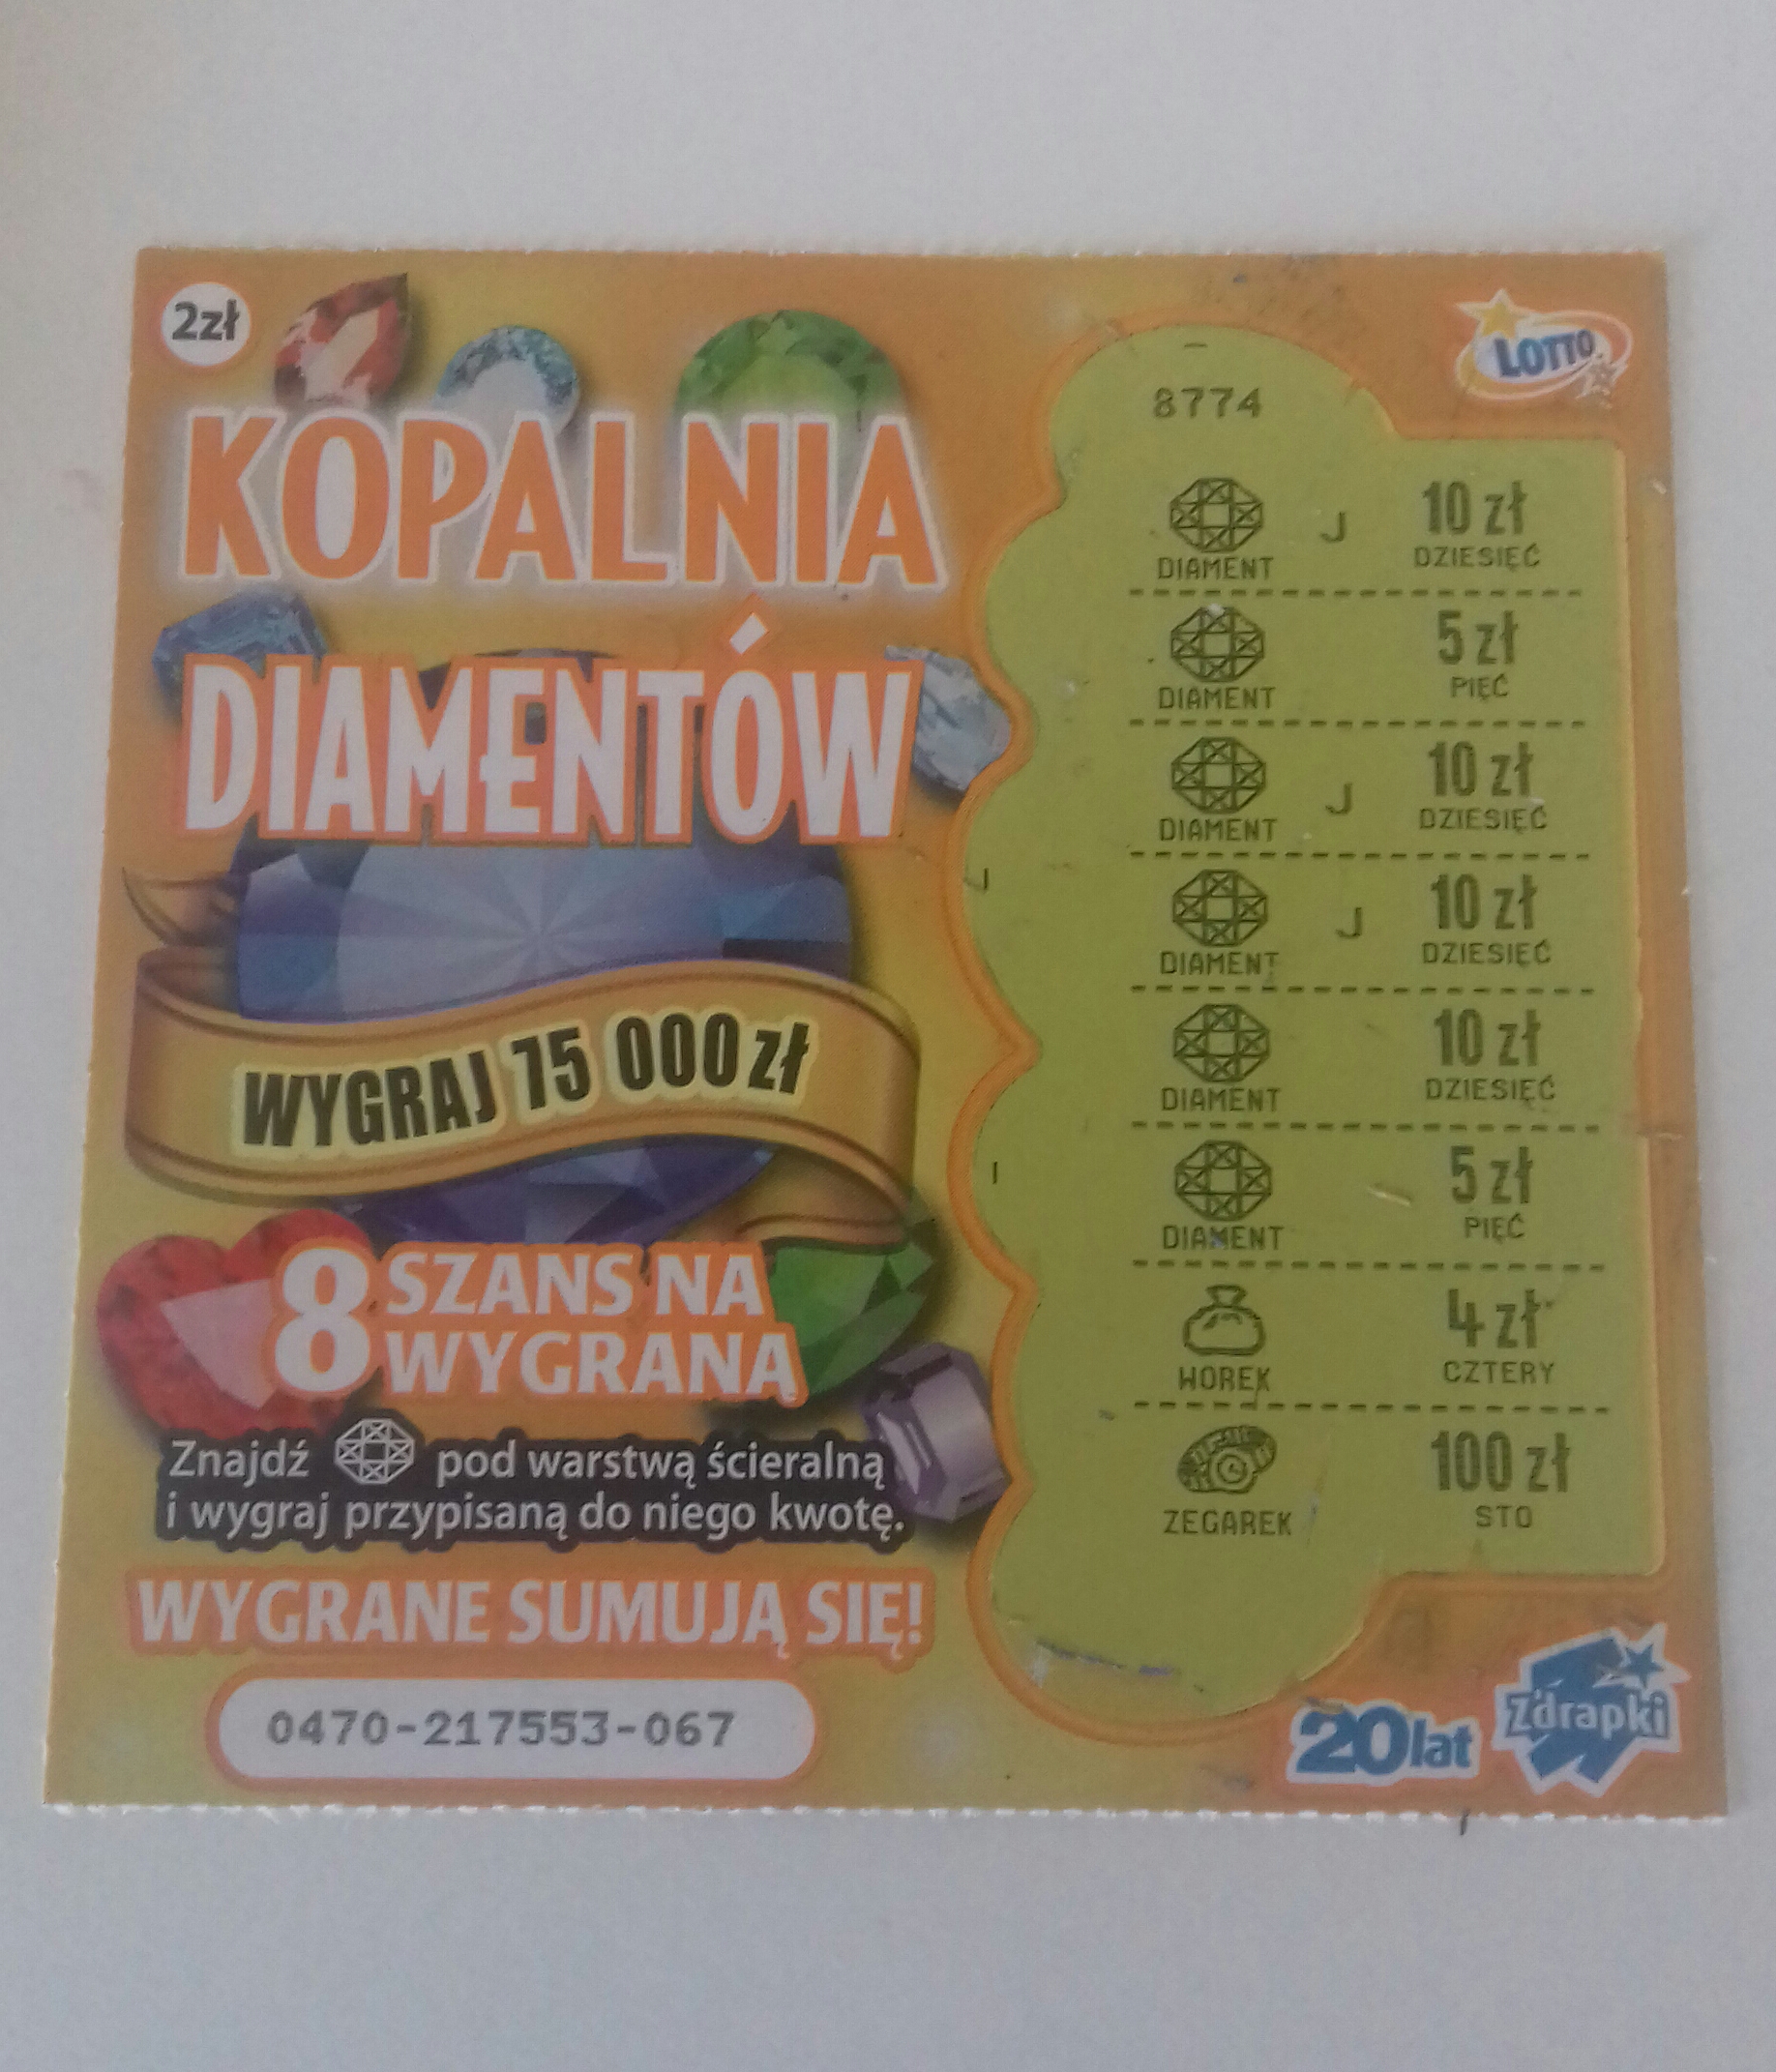 2zł
LOTTO
KOPALNIA
DIAMENTÓW
WYGRAJ 75 000 zł
8 SZANS NA
WYGRANĄ
Znajdź pod warstwą ścieralną
i wygraj przypisaną do niego kwotę.
WYGRANE SUMUJĄ SIĘ!
0470-217553-067
8774
DIAMENT J 10 zł
DZIESIĘĆ
DIAMENT 5 zł
PIĘĆ
DIAMENT J 10 zł
DZIESIĘĆ
DIAMENT J 10 zł
DZIESIĘĆ
DIAMENT 10 zł
DZIESIĘĆ
DIAMENT 5 zł
PIĘĆ
WOREK 4 zł
CZTERY
ZEGAREK 100 zł
STO
20 lat Zdrapki